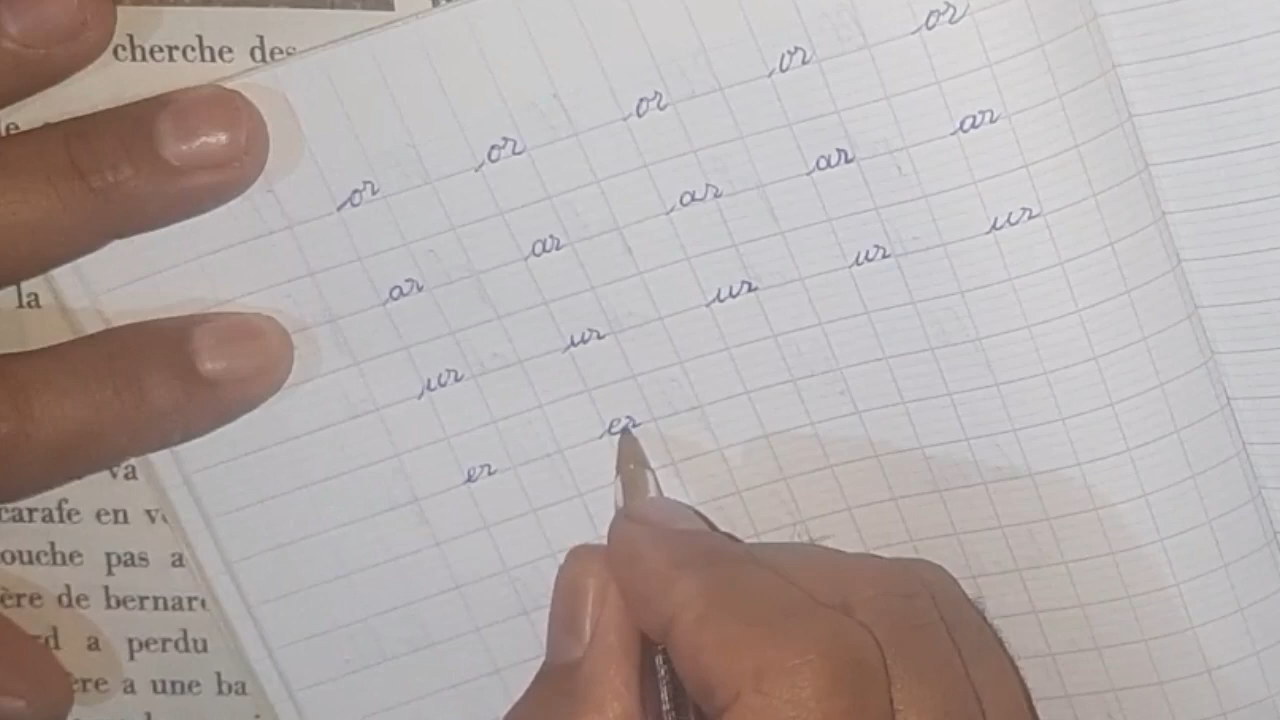 cherche des
la
va
carafe en v
ouche pas a
ère de bernar
d a perdu
ère a une ba
or or or or or
ar ar ar ar ar
ur ur ur ur ur
er er